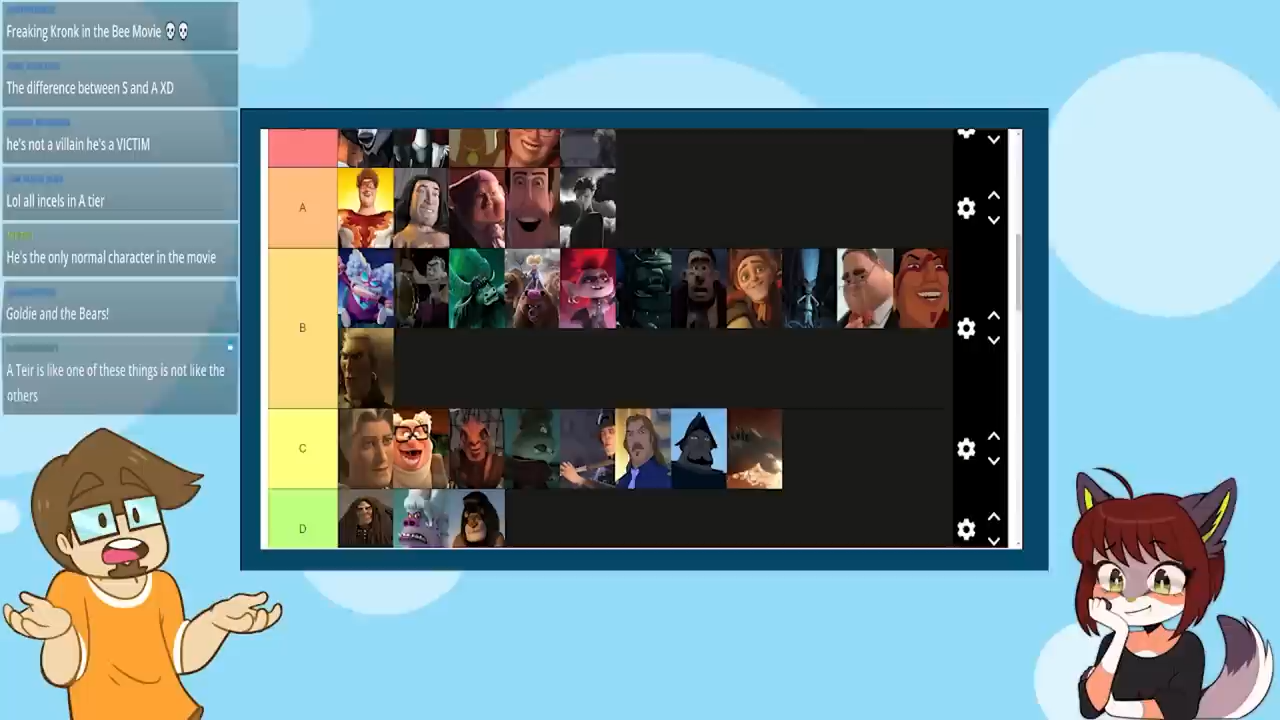 Freaking Kronk in the Bee Movie 💀💀
The difference between S and A XD
he's not a villain he's a VICTIM
Lol all incels in A tier
He's the only normal character in the movie
Goldie and the Bears!
A Teir is like one of these things is not like the
others
A
B
C
D